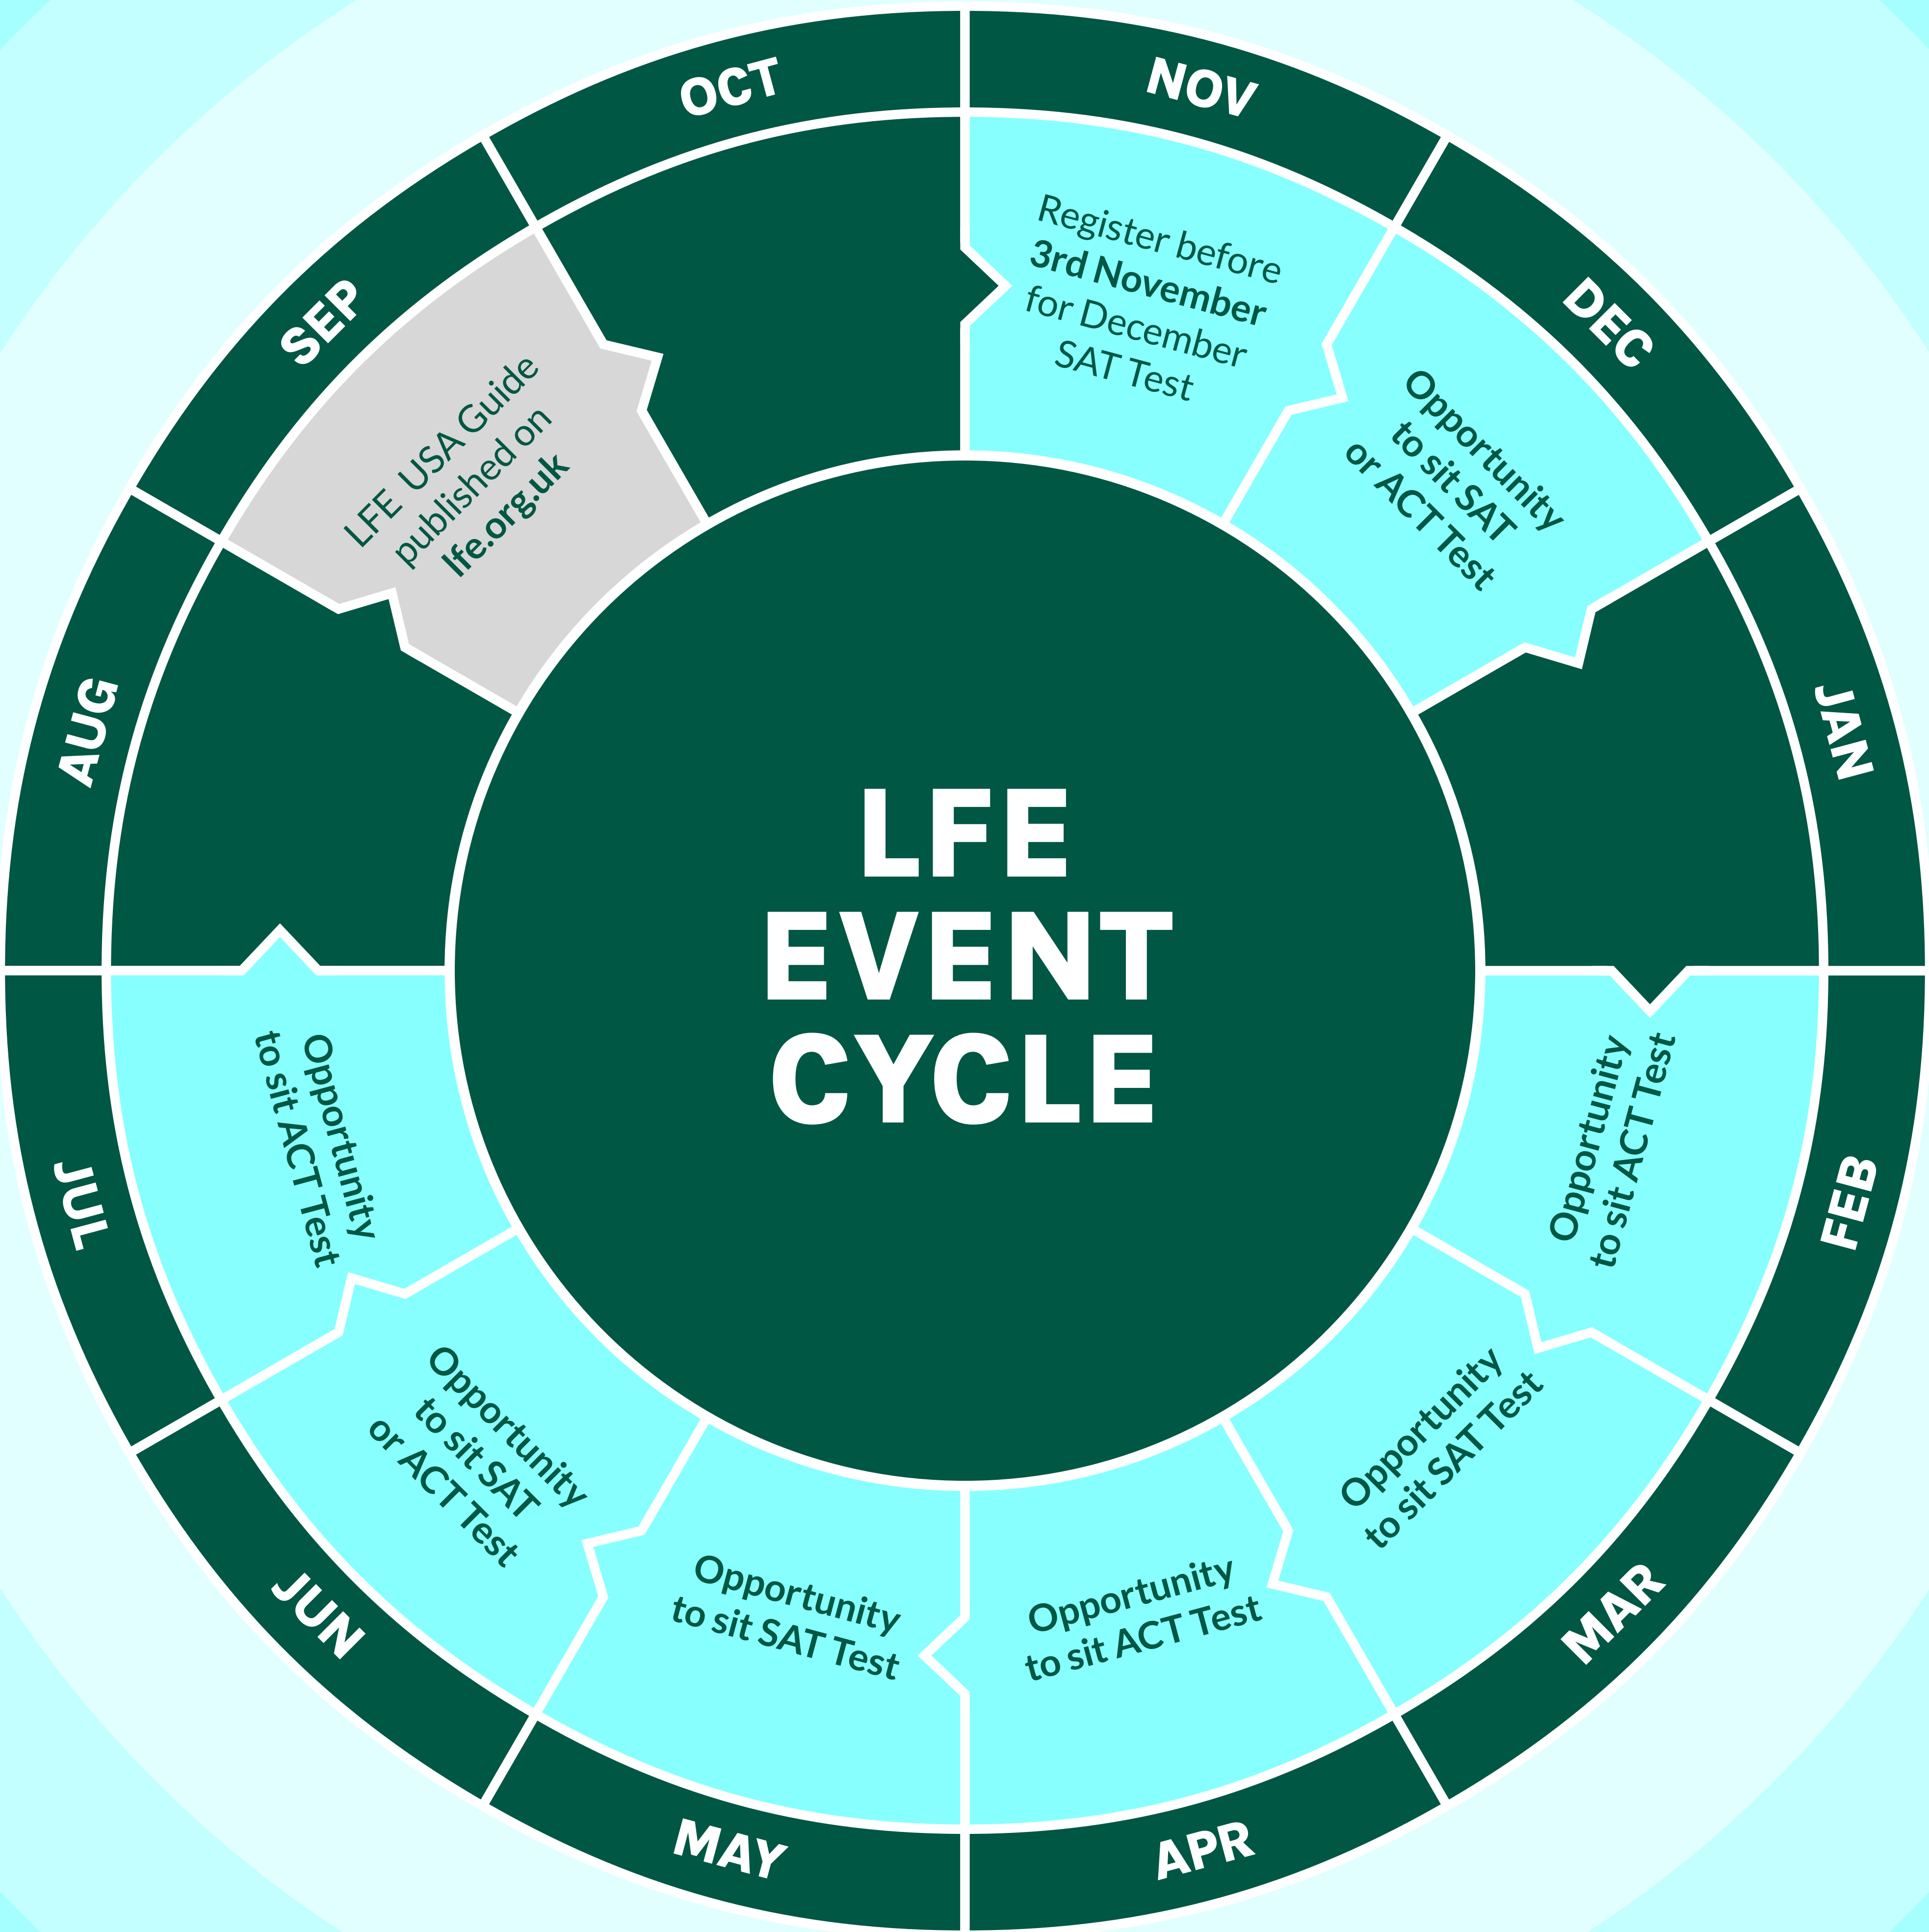 LFE
EVENT
CYCLE
NOV
Register before
3rd November
for December
SAT Test
DEC
Opportunity
to sit SAT
or ACT Test
JAN
FEB
Opportunity
to sit ACT Test
MAR
Opportunity
to sit SAT Test
APR
Opportunity
to sit ACT Test
MAY
Opportunity
to sit SAT Test
JUN
Opportunity
to sit SAT
or ACT Test
JUL
Opportunity
to sit ACT Test
AUG
SEP
LFE USA Guide
published on
lfe.org.uk
OCT